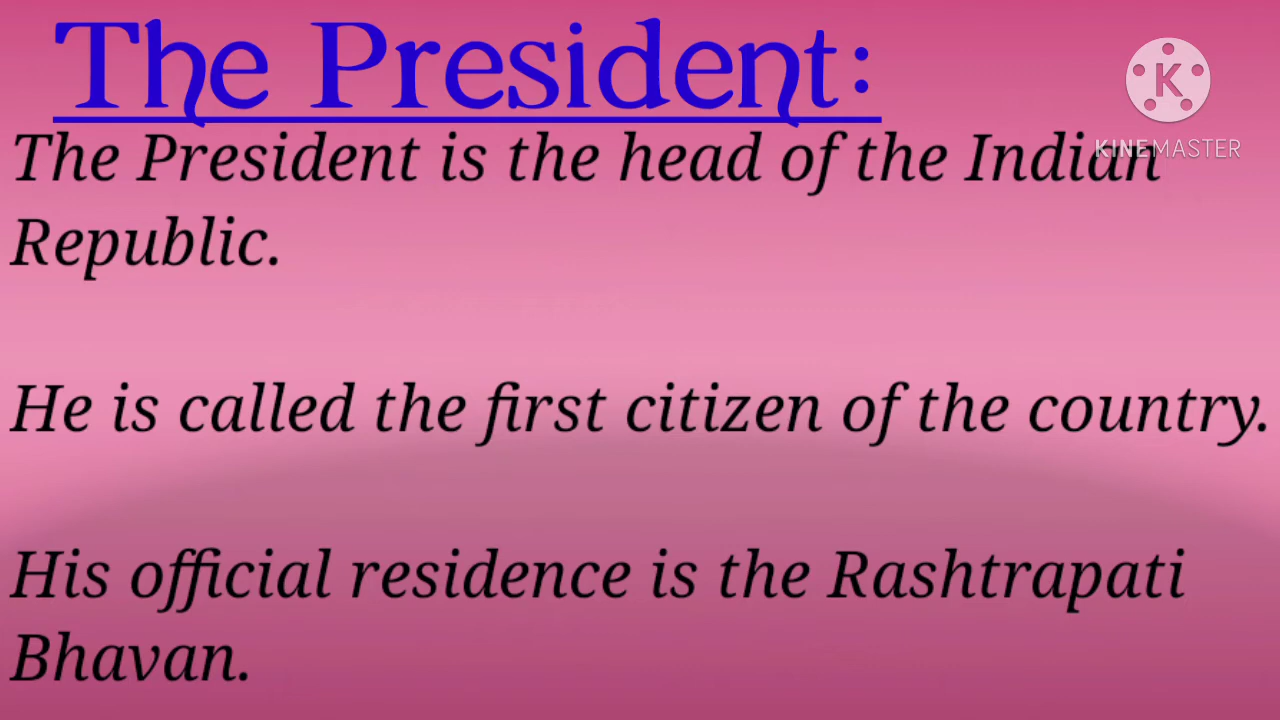 The President:
KINEMASTER
The President is the head of the Indian
Republic.
He is called the first citizen of the country.
His official residence is the Rashtrapati
Bhavan.